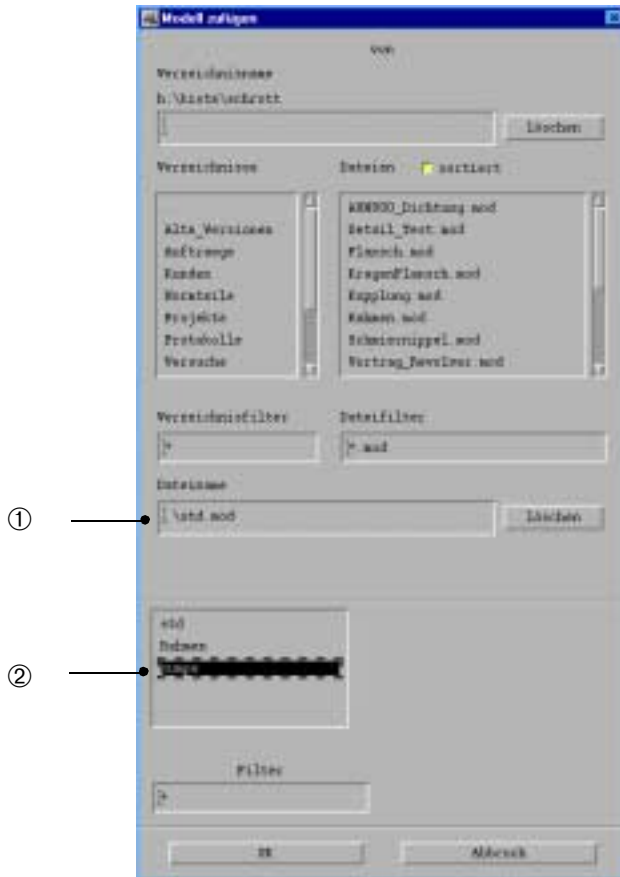 Modell zufügen
von
Verzeichnisname
h:\kiste\schrott
Löschen
Verzeichnisse
Dateien sortiert
Alte_Versionen
Auftraege
Kunden
Normteile
Projekte
Protokolle
Versuche
Dichtung.mod
Detail_Test.mod
Flansch.mod
KragenFlansch.mod
Kupplung.mod
Rahmen.mod
Schmiernippel.mod
Vortrag_Revolver.mod
Verzeichnisfilter
Dateifilter
*
*.mod
Dateiname
①
.\std.mod
Löschen
std
Rahmen
②
Filter
*
OK
Abbruch